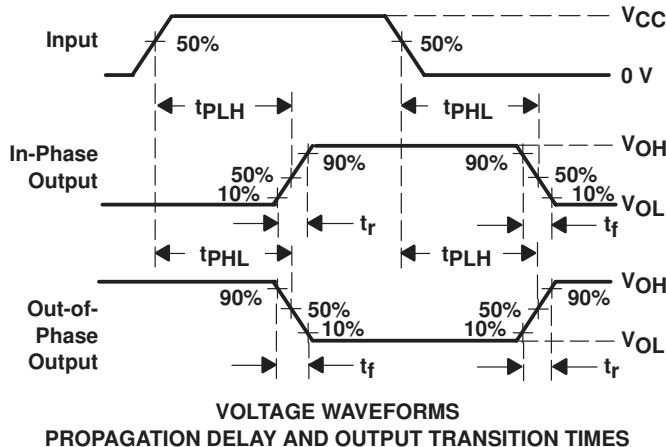 Input
50%
50%
VCC
0 V
tPLH
tPHL
In-Phase
Output
50%
10%
90%
90%
50%
10%
VOH
VOL
tr
tf
tPHL
tPLH
Out-of-
Phase
Output
90%
50%
10%
50%
10%
90%
VOH
VOL
tf
tr
VOLTAGE WAVEFORMS
PROPAGATION DELAY AND OUTPUT TRANSITION TIMES